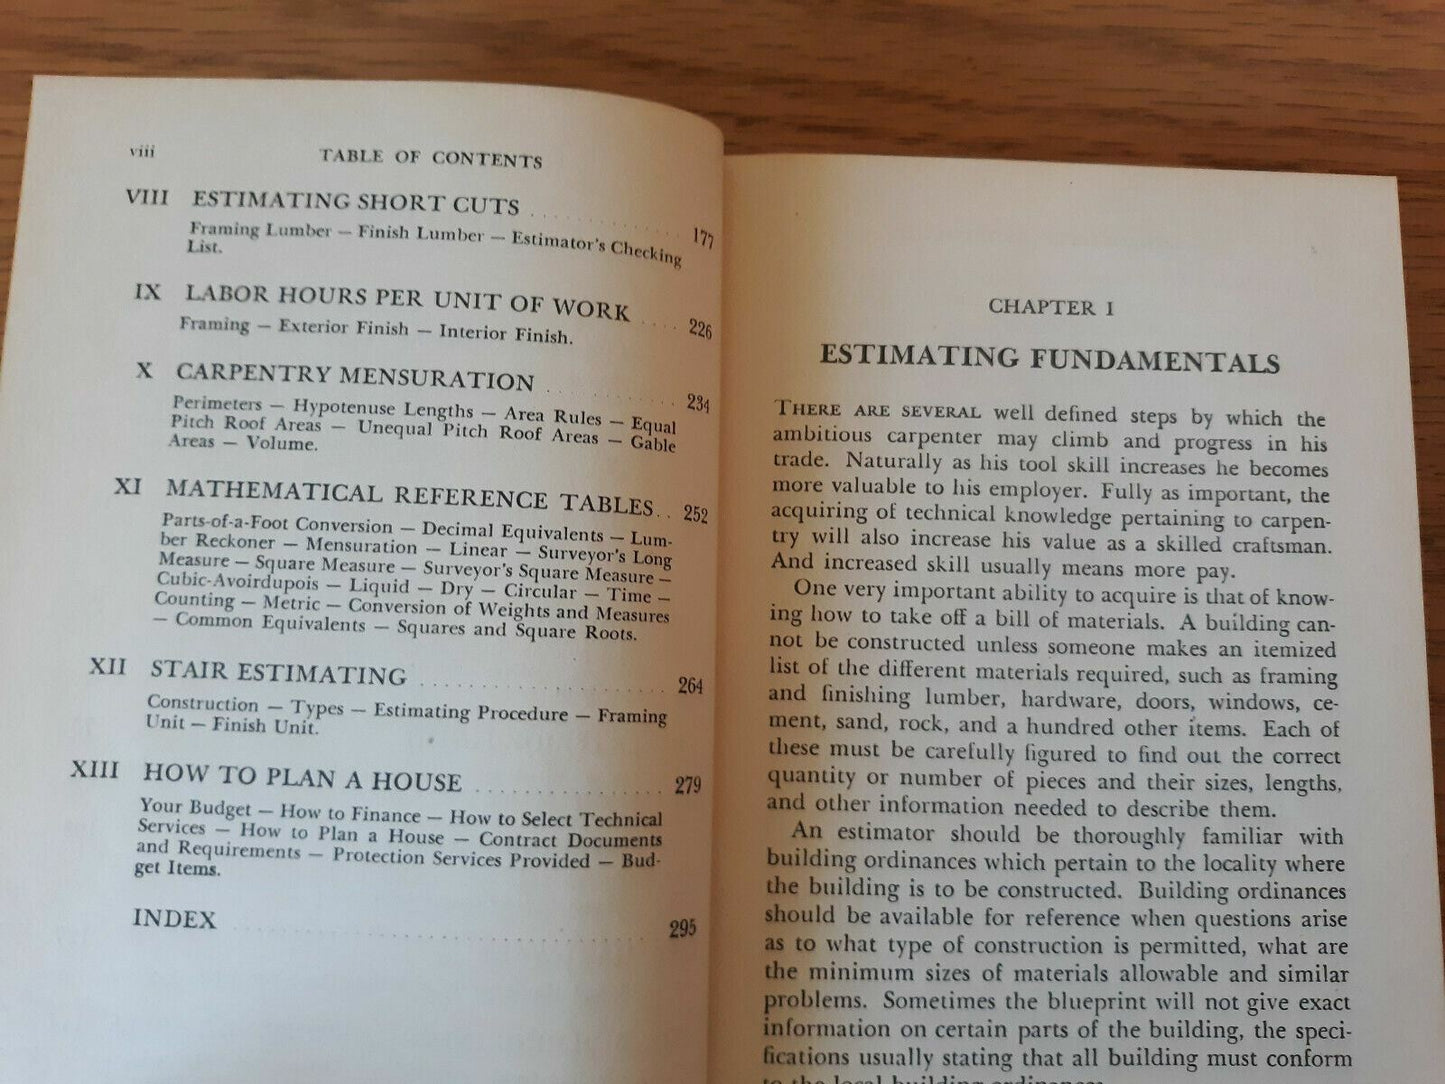 viii TABLE OF CONTENTS
VIII ESTIMATING SHORT CUTS . . . . . . . . . . . 177
Framing Lumber — Finish Lumber — Estimator's Checking
List.
IX LABOR HOURS PER UNIT OF WORK . . . . 226
Framing — Exterior Finish — Interior Finish.
X CARPENTRY MENSURATION . . . . . . . . . 234
Perimeters — Hypotenuse Lengths — Area Rules — Equal
Pitch Roof Areas — Unequal Pitch Roof Areas — Gable
Areas — Volume.
XI MATHEMATICAL REFERENCE TABLES. . 252
Parts-of-a-Foot Conversion — Decimal Equivalents — Lum-
ber Reckoner — Mensuration — Linear — Surveyor's Long
Measure — Square Measure — Surveyor's Square Measure —
Cubic-Avoirdupois — Liquid — Dry — Circular — Time —
Counting — Metric — Conversion of Weights and Measures
— Common Equivalents — Squares and Square Roots.
XII STAIR ESTIMATING . . . . . . . . . . . . . . . . . . 264
Construction — Types — Estimating Procedure — Framing
Unit — Finish Unit.
XIII HOW TO PLAN A HOUSE . . . . . . . . . . . . . . 279
Your Budget — How to Finance — How to Select Technical
Services — How to Plan a House — Contract Documents
and Requirements — Protection Services Provided — Bud-
get Items.
INDEX . . . . . . . . . . . . . . . . . . . . . . . . . . . . . . 295
CHAPTER I
ESTIMATING FUNDAMENTALS
THERE ARE SEVERAL well defined steps by which the
ambitious carpenter may climb and progress in his
trade. Naturally as his tool skill increases he becomes
more valuable to his employer. Fully as important, the
acquiring of technical knowledge pertaining to carpen-
try will also increase his value as a skilled craftsman.
And increased skill usually means more pay.
One very important ability to acquire is that of know-
ing how to take off a bill of materials. A building can-
not be constructed unless someone makes an itemized
list of the different materials required, such as framing
and finishing lumber, hardware, doors, windows, ce-
ment, sand, rock, and a hundred other items. Each of
these must be carefully figured to find out the correct
quantity or number of pieces and their sizes, lengths,
and other information needed to describe them.
An estimator should be thoroughly familiar with
building ordinances which pertain to the locality where
the building is to be constructed. Building ordinances
should be available for reference when questions arise
as to what type of construction is permitted, what are
the minimum sizes of materials allowable and similar
problems. Sometimes the blueprint will not give exact
information on certain parts of the building, the speci-
fications usually stating that all building must conform
to the local building ordinances